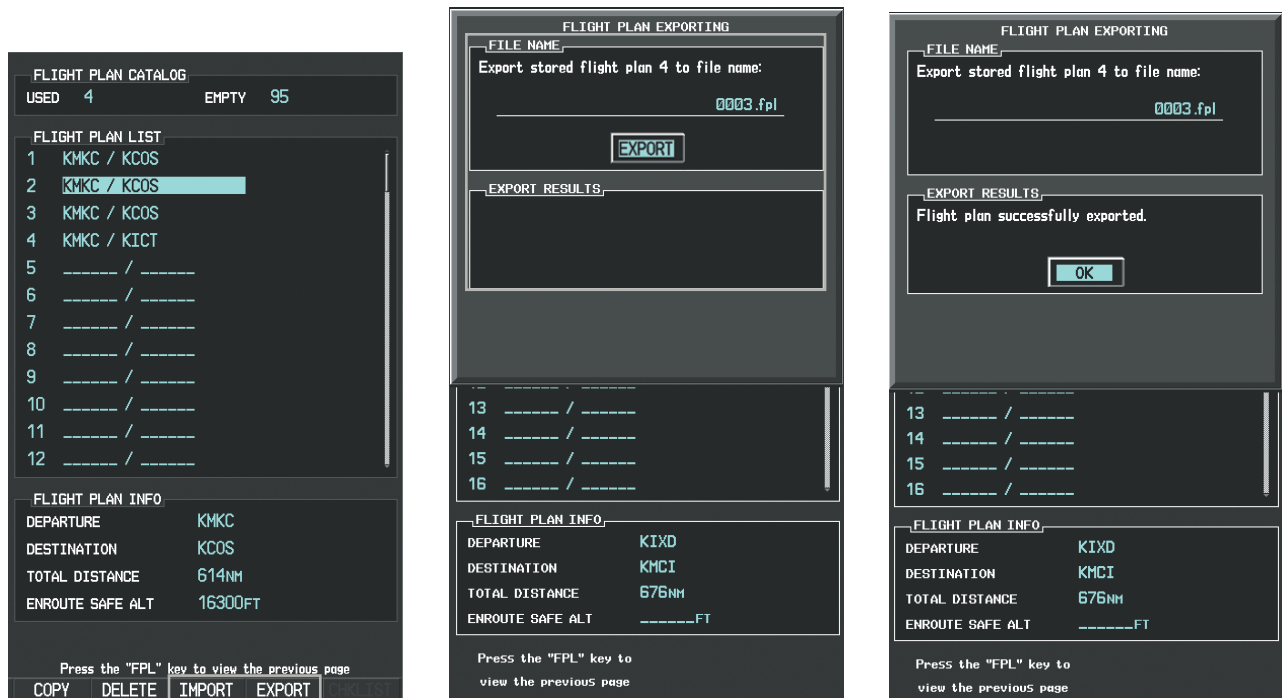 FLIGHT PLAN CATALOG
USED 4 EMPTY 95
FLIGHT PLAN LIST
1 KMKC / KCOS
2 KMKC / KCOS
3 KMKC / KCOS
4 KMKC / KICT
5 ______ / ______
6 ______ / ______
7 ______ / ______
8 ______ / ______
9 ______ / ______
10 ______ / ______
11 ______ / ______
12 ______ / ______
FLIGHT PLAN INFO
DEPARTURE KMKC
DESTINATION KCOS
TOTAL DISTANCE 614NM
ENROUTE SAFE ALT 16300FT
Press the "FPL" key to view the previous page
COPY DELETE IMPORT EXPORT CHKLIST
FLIGHT PLAN EXPORTING
FILE NAME
Export stored flight plan 4 to file name:
0003.fpl
EXPORT
EXPORT RESULTS
13 ______ / ______
14 ______ / ______
15 ______ / ______
16 ______ / ______
FLIGHT PLAN INFO
DEPARTURE KIXD
DESTINATION KMCI
TOTAL DISTANCE 676NM
ENROUTE SAFE ALT ______FT
Press the "FPL" key to
view the previous page
FLIGHT PLAN EXPORTING
FILE NAME
Export stored flight plan 4 to file name:
0003.fpl
EXPORT RESULTS
Flight plan successfully exported.
OK
13 ______ / ______
14 ______ / ______
15 ______ / ______
16 ______ / ______
FLIGHT PLAN INFO
DEPARTURE KIXD
DESTINATION KMCI
TOTAL DISTANCE 676NM
ENROUTE SAFE ALT ______FT
Press the "FPL" key to
view the previous page